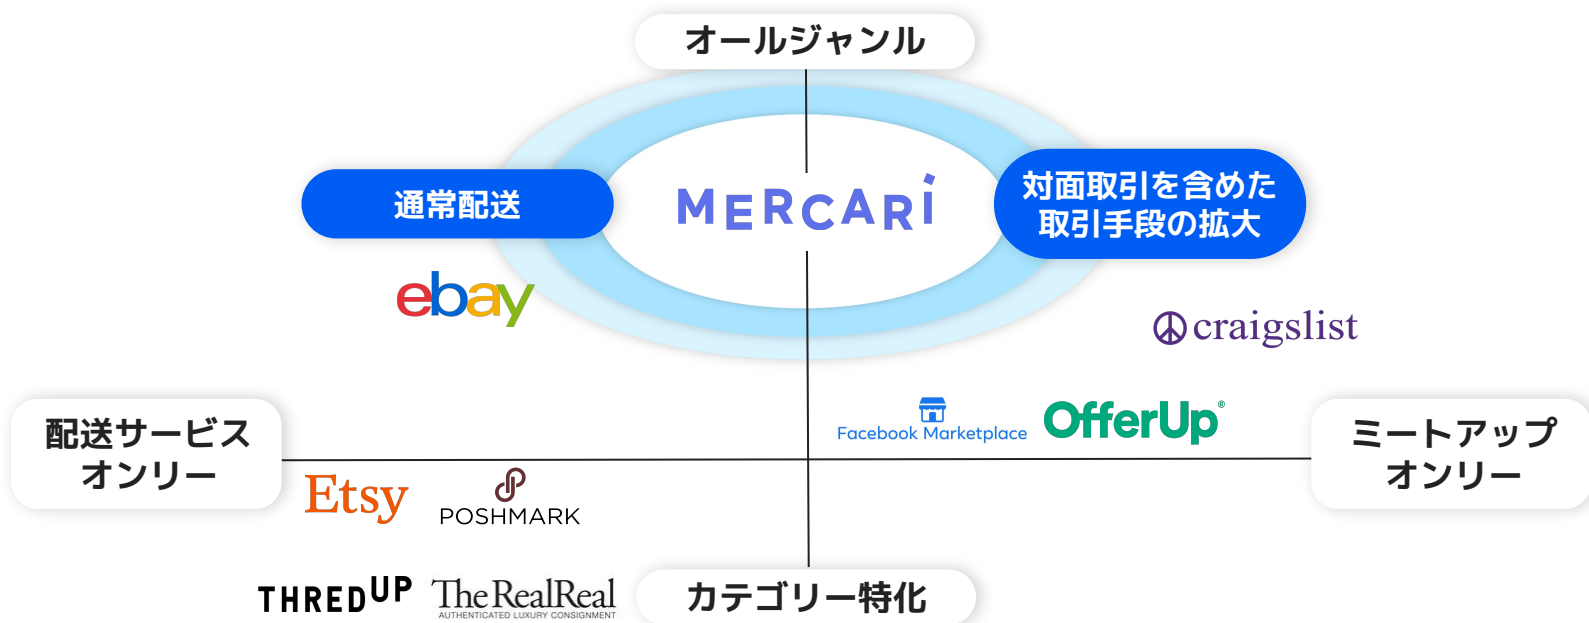 オールジャンル
通常配送
MERCARI
対面取引を含めた
取引手段の拡大
ebay
craigslist
Facebook Marketplace
OfferUp®
配送サービス
オンリー
ミートアップ
オンリー
Etsy
POSHMARK
THREDUP
The RealReal
AUTHENTICATED LUXURY CONSIGNMENT
カテゴリー特化